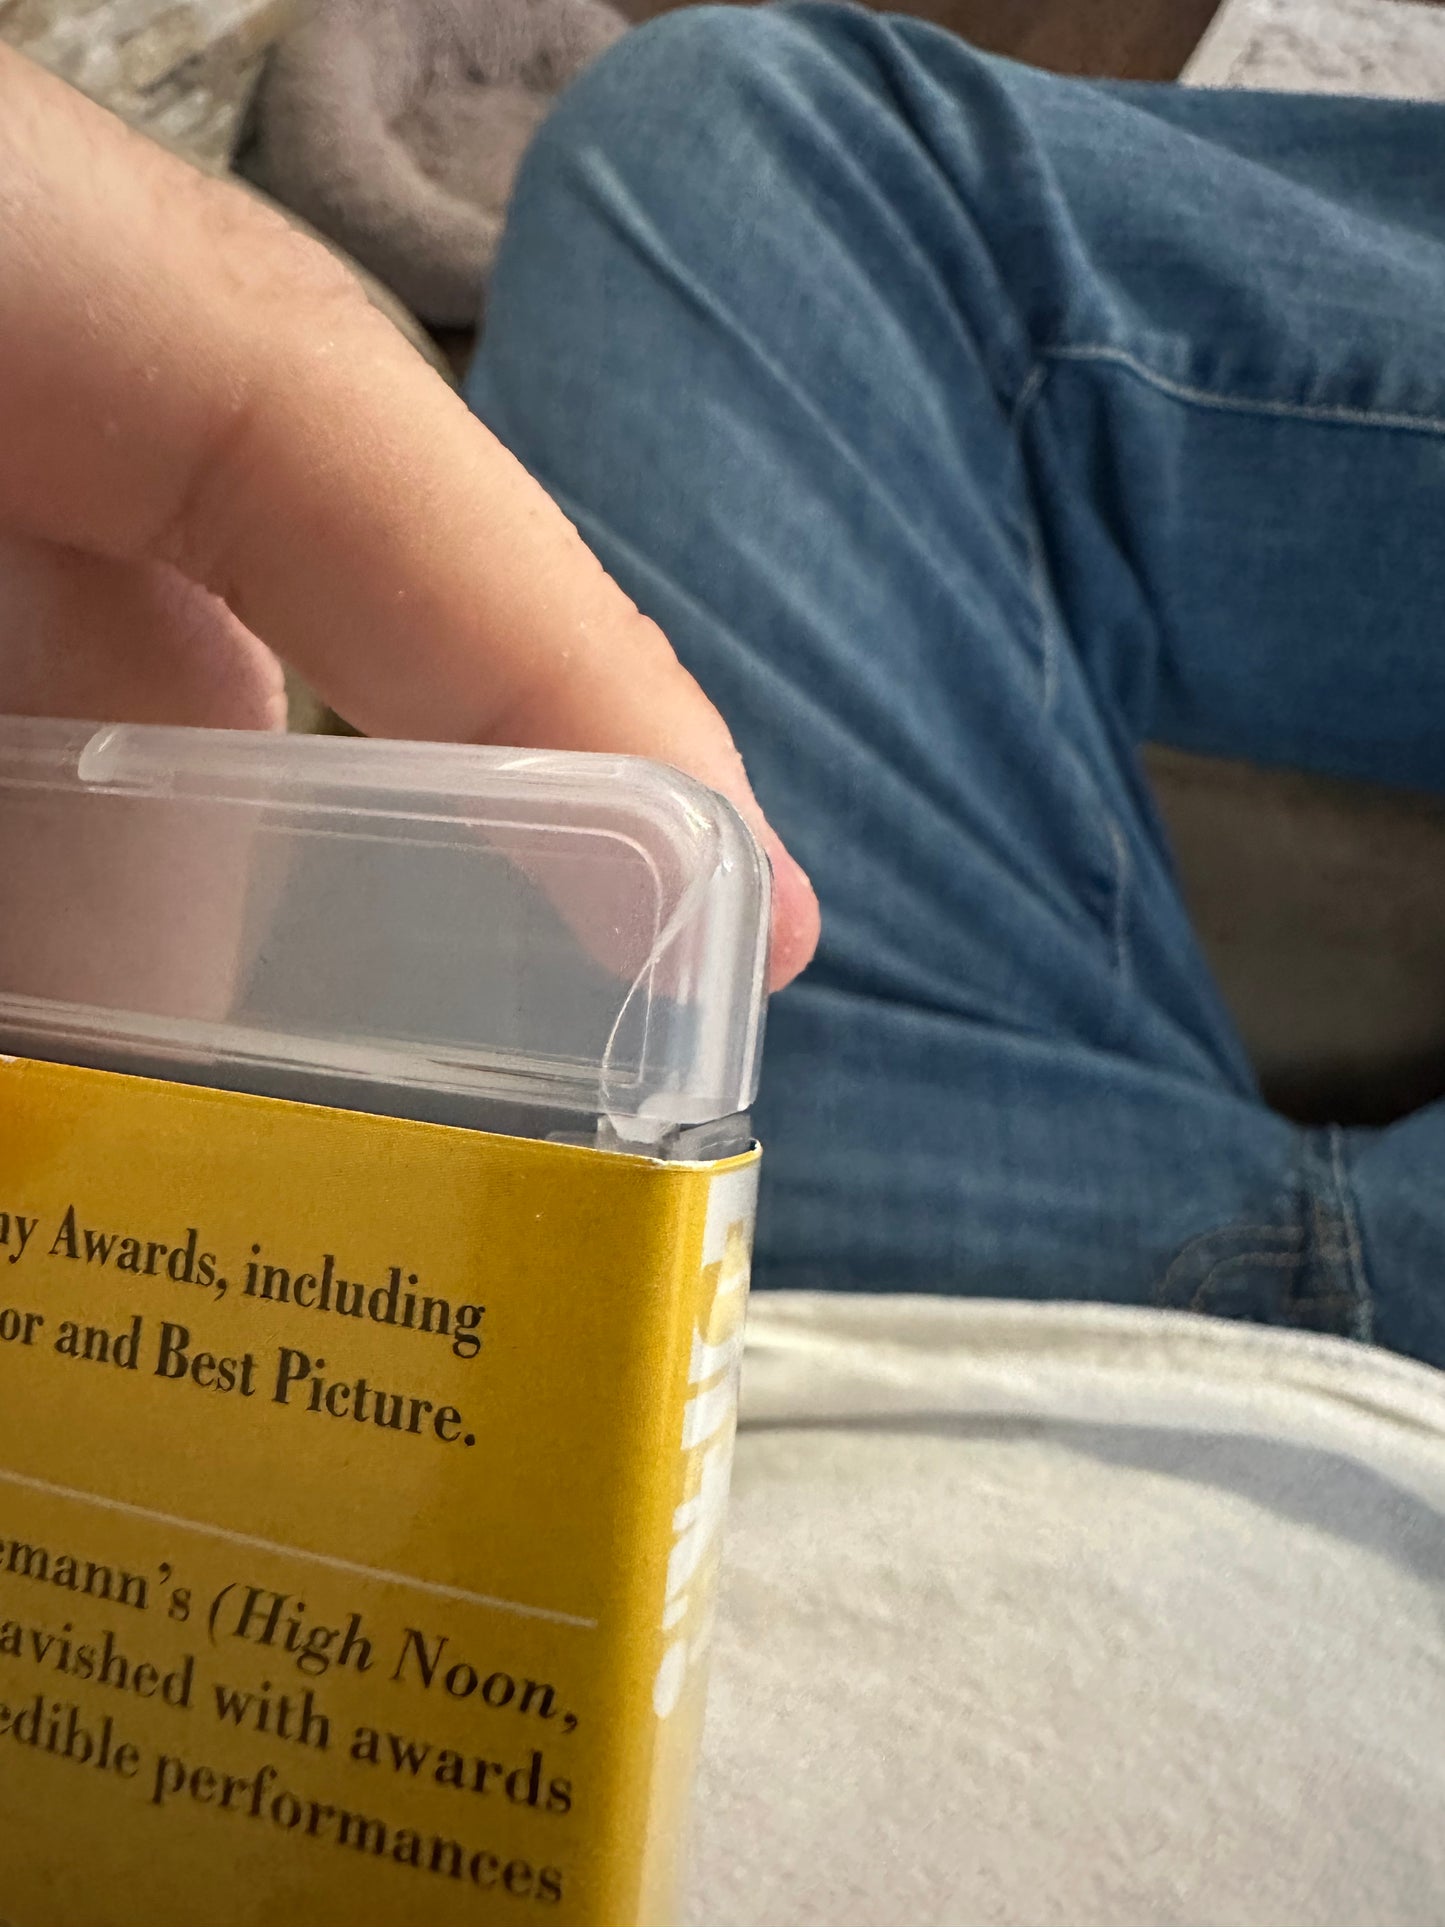 ny Awards, including
or and Best Picture.
emann's (High Noon,
avished with awards
edible performances